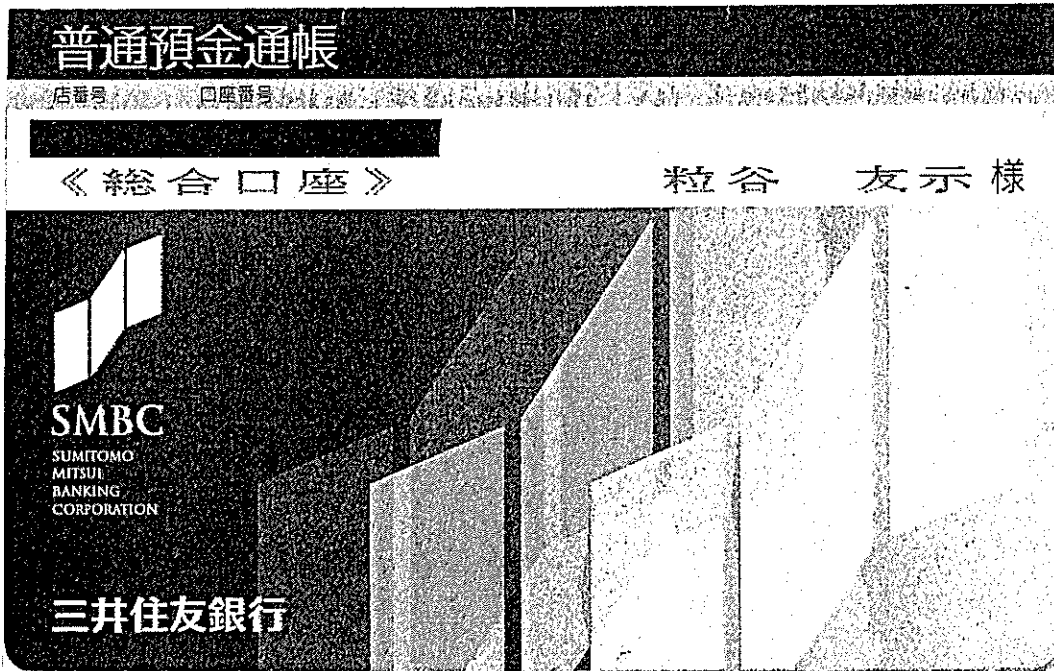 普通預金通帳
店番号 口座番号
≪総合口座≫ 粒谷 友示様
SMBC
SUMITOMO
MITSUI
BANKING
CORPORATION
三井住友銀行